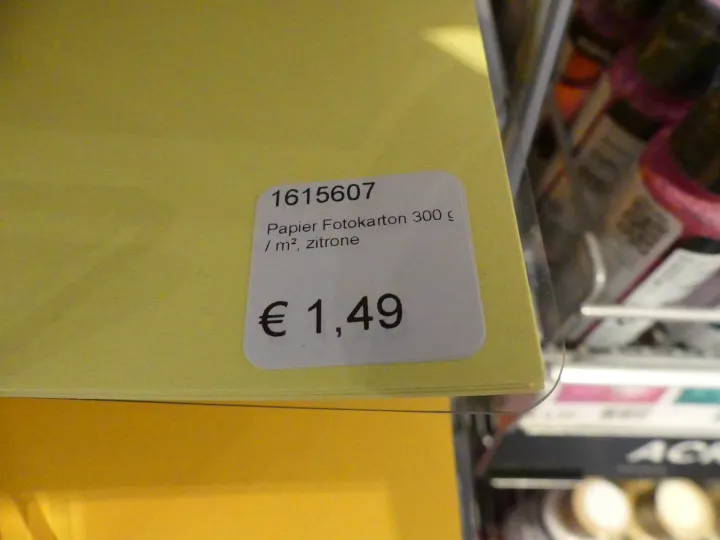 1615607
Papier Fotokarton 300 g
/ m², zitrone
€ 1,49